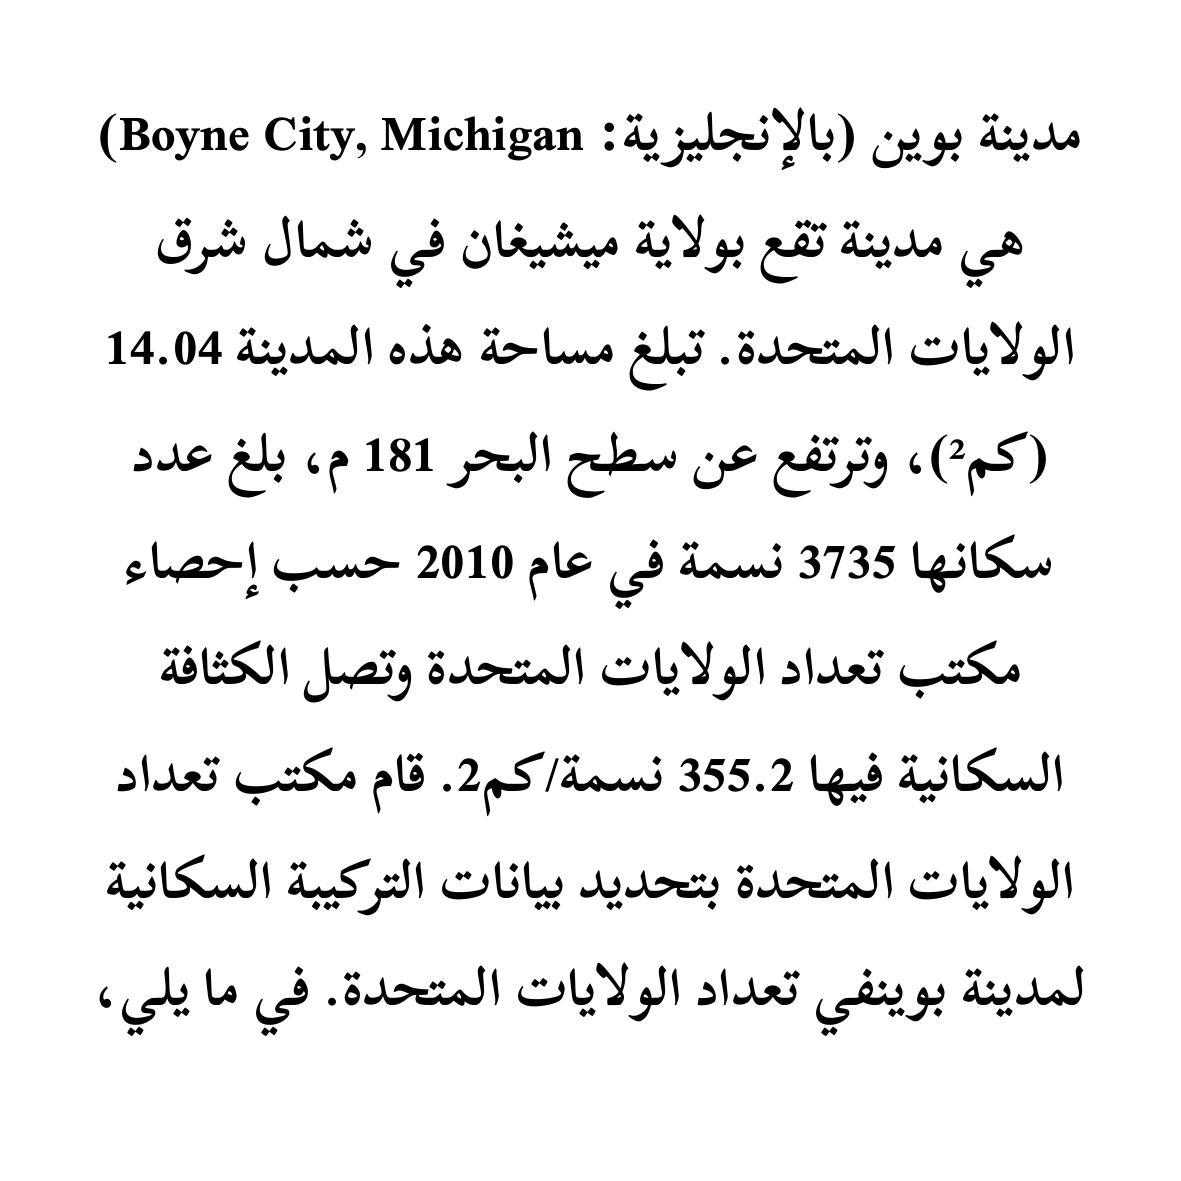 مدينة بوين (بالإنجليزية: Boyne City, Michigan)
هي مدينة تقع بولاية ميشيغان في شمال شرق
الولايات المتحدة. تبلغ مساحة هذه المدينة 14.04
(كم²)، وترتفع عن سطح البحر 181 م، بلغ عدد
سكانها 3735 نسمة في عام 2010 حسب إحصاء
مكتب تعداد الولايات المتحدة وتصل الكثافة
السكانية فيها 355.2 نسمة/كم2. قام مكتب تعداد
الولايات المتحدة بتحديد بيانات التركيبة السكانية
لمدينة بوينفي تعداد الولايات المتحدة. في ما يلي،